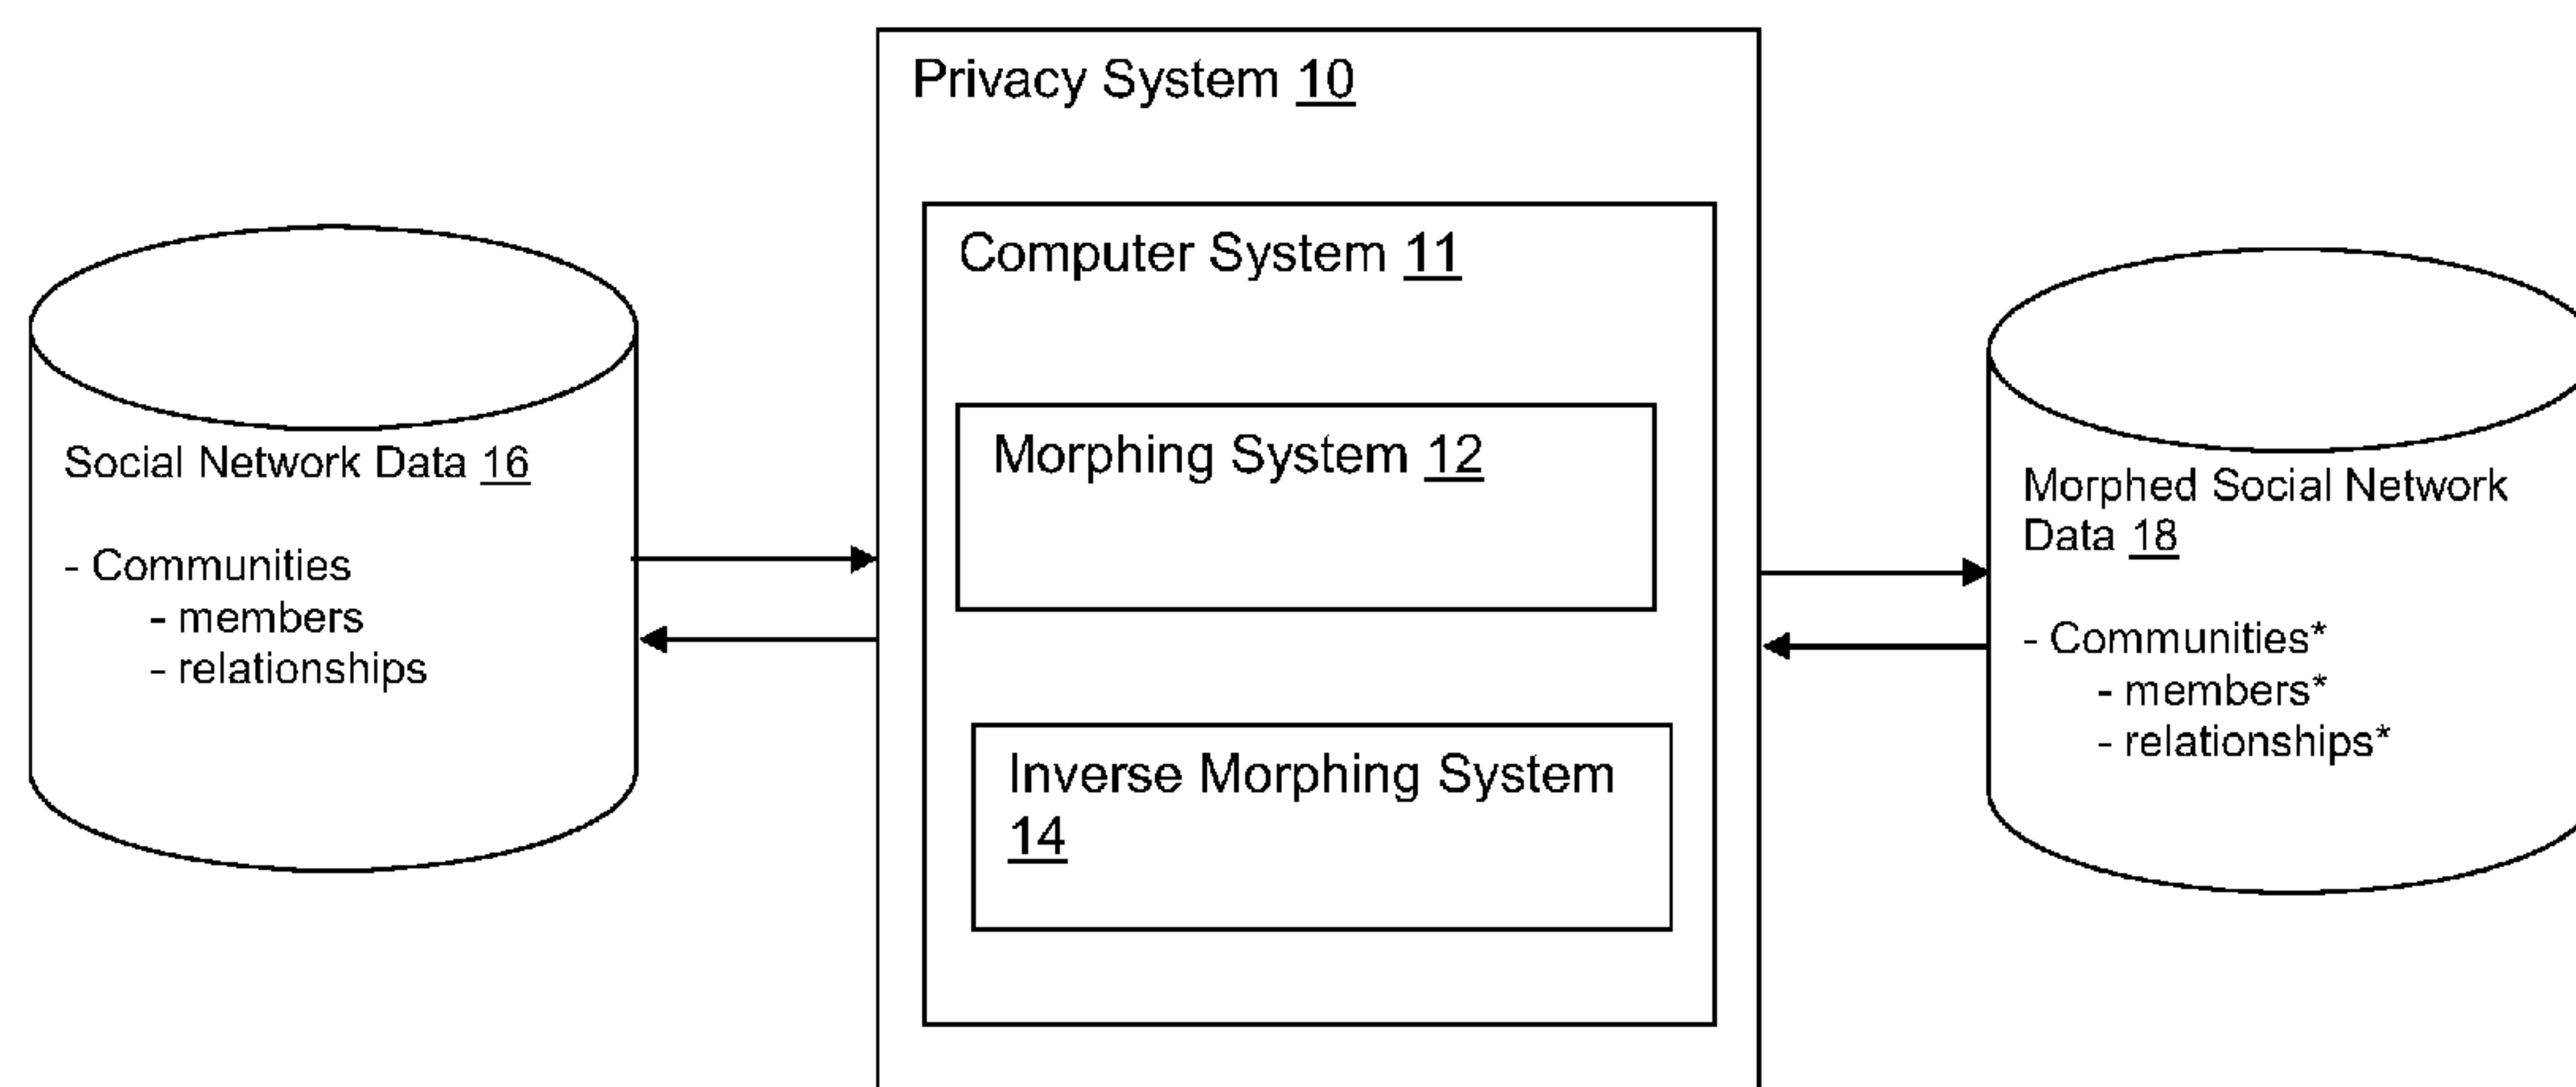 Privacy System 10
Computer System 11
Morphing System 12
Inverse Morphing System
14
Social Network Data 16
- Communities
- members
- relationships
Morphed Social Network
Data 18
- Communities*
- members*
- relationships*